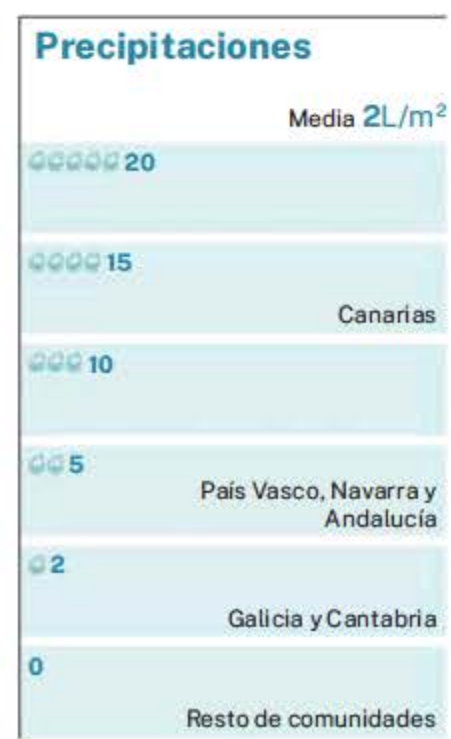 Precipitaciones
Media 2L/m²
20
15
Canarias
10
5
País Vasco, Navarra y
Andalucía
2
Galicia y Cantabria
0
Resto de comunidades